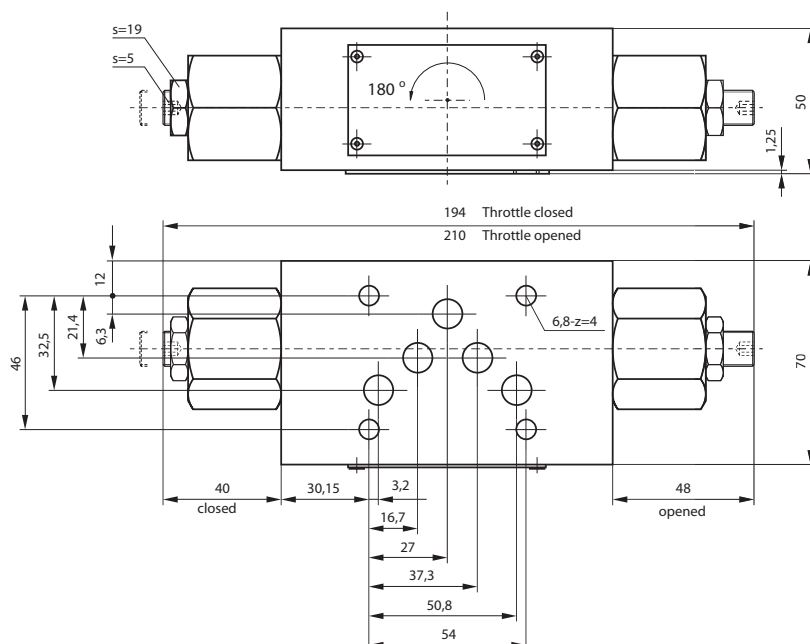 s=19
s=5
180 °
50
1,25
194 Throttle closed
210 Throttle opened
12
6,3
21,4
32,5
46
6,8-z=4
70
40
closed
30,15
3,2
48
opened
16,7
27
37,3
50,8
54